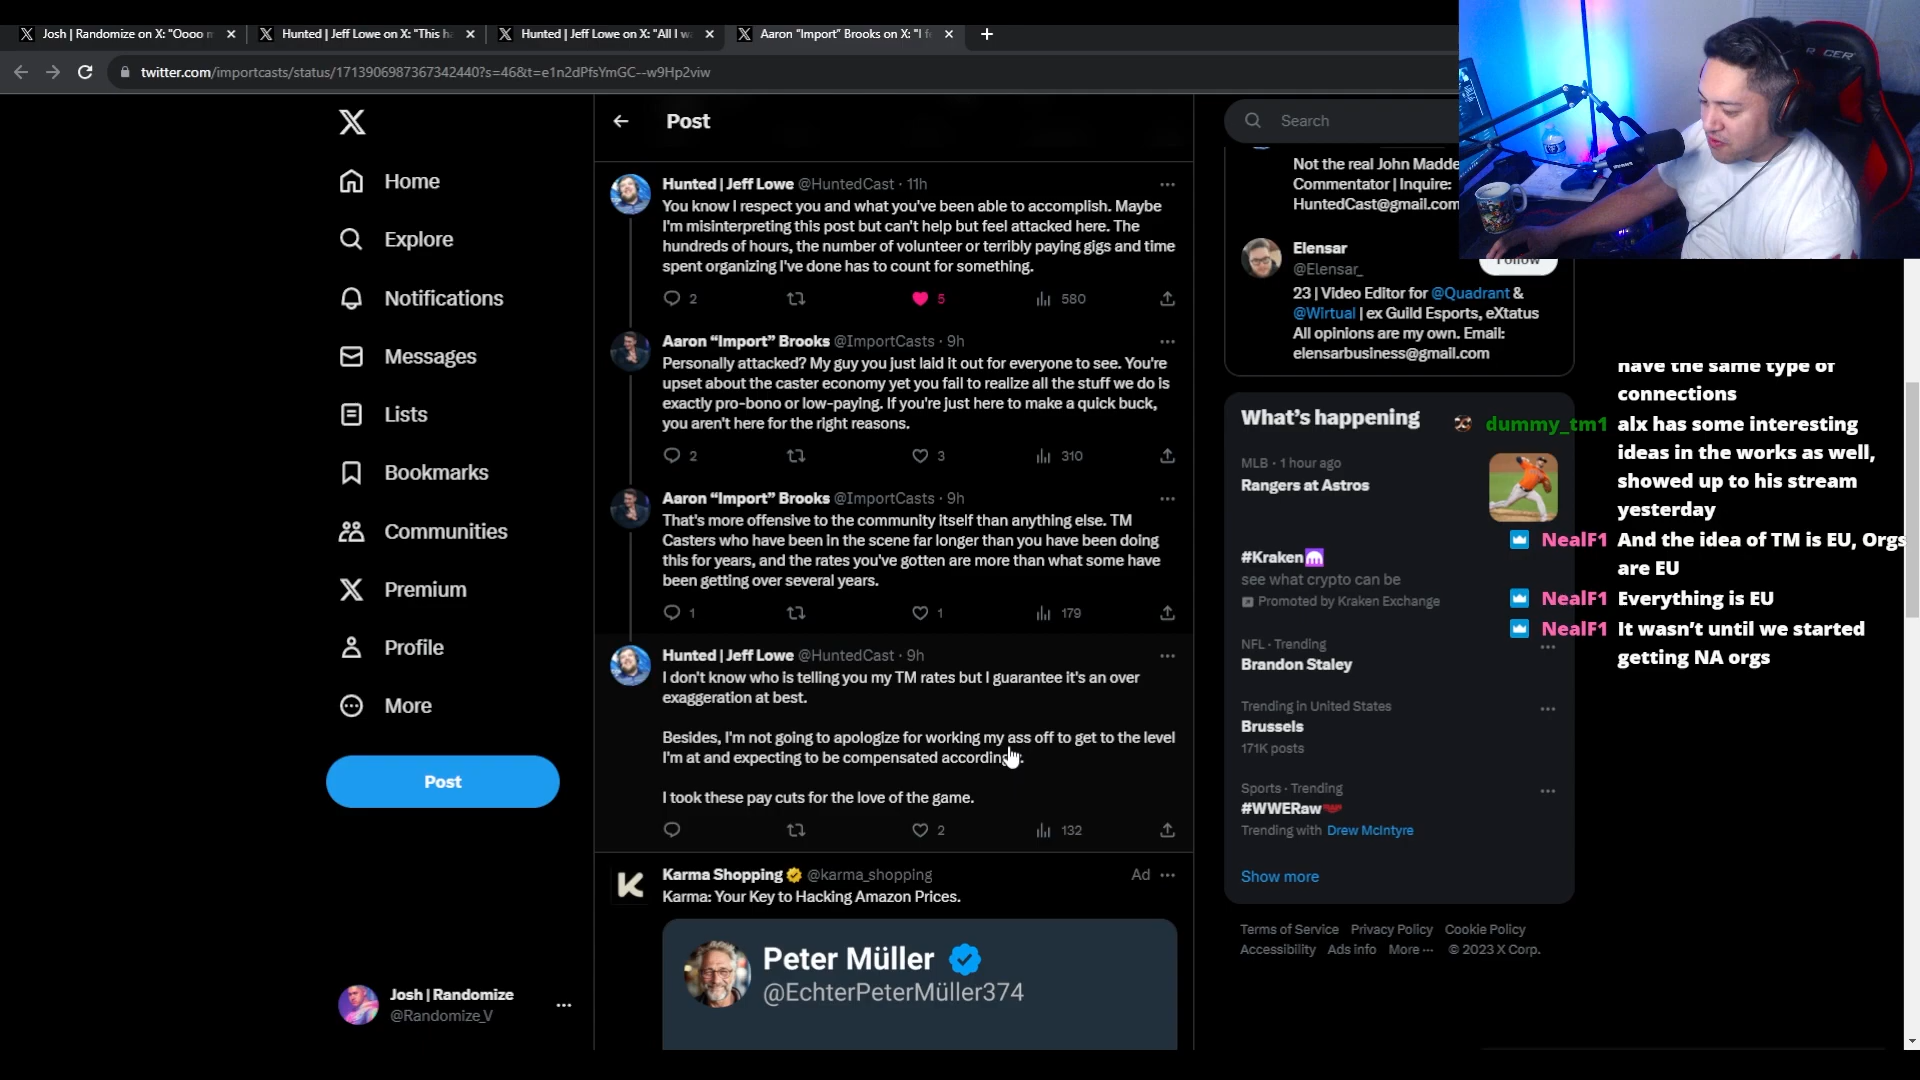 Josh | Randomize on X: "Oooo m
Hunted | Jeff Lowe on X: "This ha
Hunted | Jeff Lowe on X: "All I w
Aaron "Import" Brooks on X: "I f
twitter.com/importcasts/status/1713906987367342440?s=46&t=e1n2dPfsYmGC--w9Hp2viw
Home
Explore
Notifications
Messages
Lists
Bookmarks
Communities
Premium
Profile
More
Post
Josh | Randomize
@Randomize_V
Post
Hunted | Jeff Lowe @HuntedCast · 11h
You know I respect you and what you've been able to accomplish. Maybe
I'm misinterpreting this post but can't help but feel attacked here. The
hundreds of hours, the number of volunteer or terribly paying gigs and time
spent organizing I've done has to count for something.
2 5 580
Aaron “Import” Brooks @ImportCasts · 9h
Personally attacked? My guy you just laid it out for everyone to see. You're
upset about the caster economy yet you fail to realize all the stuff we do is
exactly pro-bono or low-paying. If you're just here to make a quick buck,
you aren't here for the right reasons.
2 3 310
Aaron “Import” Brooks @ImportCasts · 9h
That's more offensive to the community itself than anything else. TM
Casters who have been in the scene far longer than you have been doing
this for years, and the rates you've gotten are more than what some have
been getting over several years.
1 1 179
Hunted | Jeff Lowe @HuntedCast · 9h
I don't know who is telling you my TM rates but I guarantee it's an over
exaggeration at best.
Besides, I'm not going to apologize for working my ass off to get to the level
I'm at and expecting to be compensated according
I took these pay cuts for the love of the game.
2 132
Karma Shopping @karma_shopping Ad
Karma: Your Key to Hacking Amazon Prices.
Peter Müller
@EchterPeterMüller374
Search
Not the real John Madde
Commentator | Inquire:
HuntedCast@gmail.com
Elensar
@Elensar_
Follow
23 | Video Editor for @Quadrant &
@Wirtual | ex Guild Esports, eXtatus
All opinions are my own. Email:
elensarbusiness@gmail.com
What's happening
MLB · 1 hour ago
Rangers at Astros
#Kraken
see what crypto can be
Promoted by Kraken Exchange
NFL · Trending
Brandon Staley
Trending in United States
Brussels
171K posts
Sports · Trending
#WWERaw
Trending with Drew McIntyre
Show more
Terms of Service Privacy Policy Cookie Policy
Accessibility Ads info More ··· © 2023 X Corp.
have the same type of
connections
dummy_tm1 alx has some interesting
ideas in the works as well,
showed up to his stream
yesterday
NealF1 And the idea of TM is EU, Orgs
are EU
NealF1 Everything is EU
NealF1 It wasn't until we started
getting NA orgs